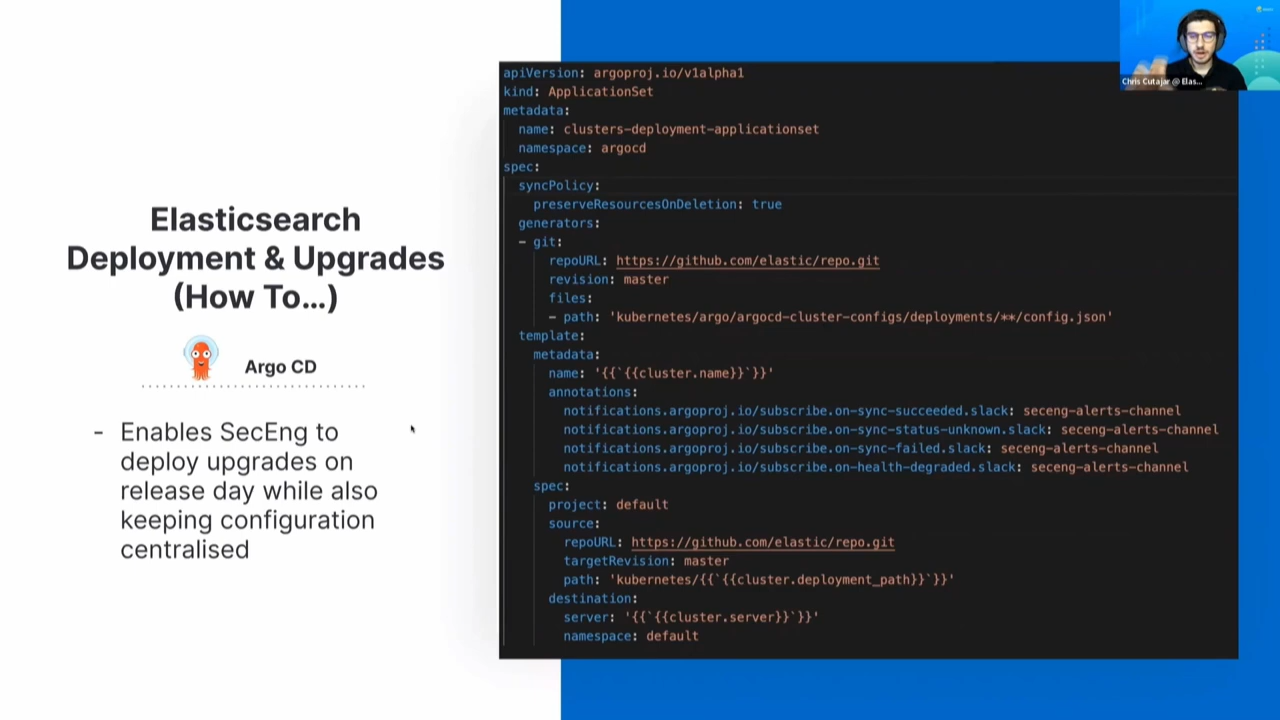 Elasticsearch
Deployment & Upgrades
(How To...)
Argo CD
- Enables SecEng to
deploy upgrades on
release day while also
keeping configuration
centralised
apiVersion: argoproj.io/v1alpha1
kind: ApplicationSet
metadata:
  name: clusters-deployment-applicationset
  namespace: argocd
spec:
  syncPolicy:
    preserveResourcesOnDeletion: true
  generators:
  - git:
      repoURL: https://github.com/elastic/repo.git
      revision: master
      files:
      - path: 'kubernetes/argo/argocd-cluster-configs/deployments/**/config.json'
  template:
    metadata:
      name: '{{`{{cluster.name}}`}}'
      annotations:
        notifications.argoproj.io/subscribe.on-sync-succeeded.slack: seceng-alerts-channel
        notifications.argoproj.io/subscribe.on-sync-status-unknown.slack: seceng-alerts-channel
        notifications.argoproj.io/subscribe.on-sync-failed.slack: seceng-alerts-channel
        notifications.argoproj.io/subscribe.on-health-degraded.slack: seceng-alerts-channel
    spec:
      project: default
      source:
        repoURL: https://github.com/elastic/repo.git
        targetRevision: master
        path: 'kubernetes/{{`{{cluster.deployment_path}}`}}'
      destination:
        server: '{{`{{cluster.server}}`}}'
        namespace: default
Chris Cutajar @ Elas...